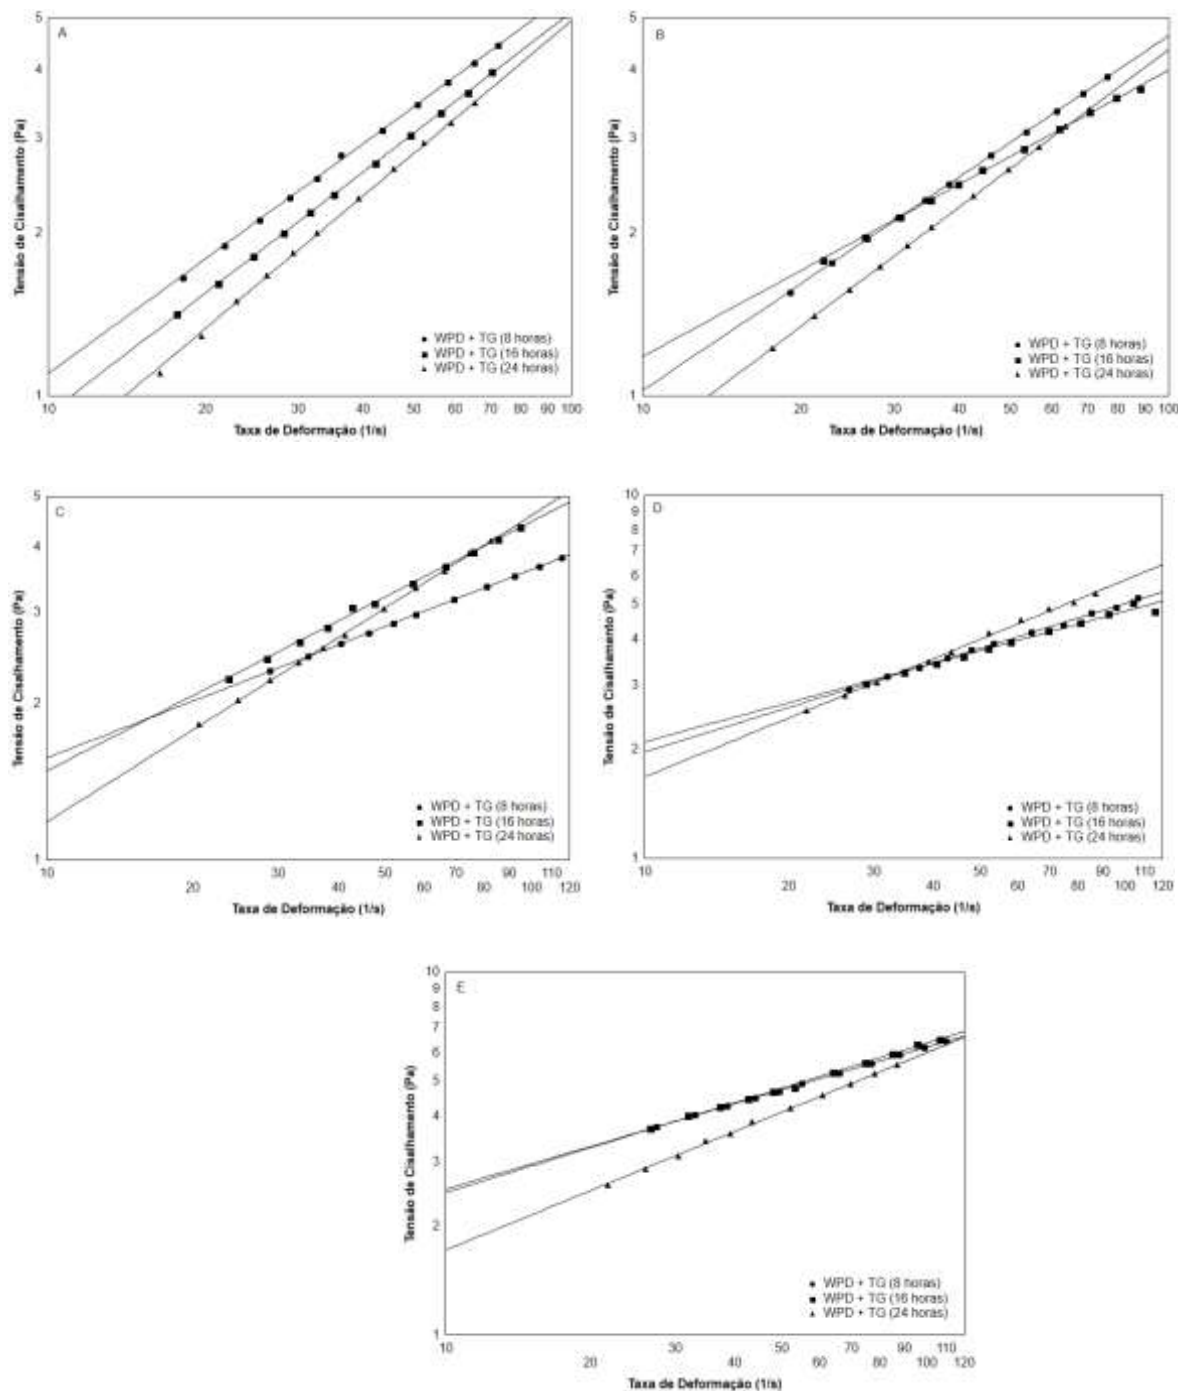 A
5
4
3
2
1
Tensão de Cisalhamento (Pa)
WPD + TG (8 horas)
WPD + TG (16 horas)
WPD + TG (24 horas)
10 20 30 40 50 60 70 80 90 100
Taxa de Deformação (1/s)
B
5
4
3
2
1
Tensão de Cisalhamento (Pa)
WPD + TG (8 horas)
WPD + TG (16 horas)
WPD + TG (24 horas)
10 20 30 40 50 60 70 80 90 100
Taxa de Deformação (1/s)
C
5
4
3
2
1
Tensão de Cisalhamento (Pa)
WPD + TG (8 horas)
WPD + TG (16 horas)
WPD + TG (24 horas)
10 30 50 70 90 110
20 40 60 80 100 120
Taxa de Deformação (1/s)
D
10
9
8
7
6
5
4
3
2
1
Tensão de Cisalhamento (Pa)
WPD + TG (8 horas)
WPD + TG (16 horas)
WPD + TG (24 horas)
10 30 50 70 90 110
20 40 60 80 100 120
Taxa de Deformação (1/s)
E
10
9
8
7
6
5
4
3
2
1
Tensão de Cisalhamento (Pa)
WPD + TG (8 horas)
WPD + TG (16 horas)
WPD + TG (24 horas)
10 30 50 70 90 110
20 40 60 80 100 120
Taxa de Deformação (1/s)